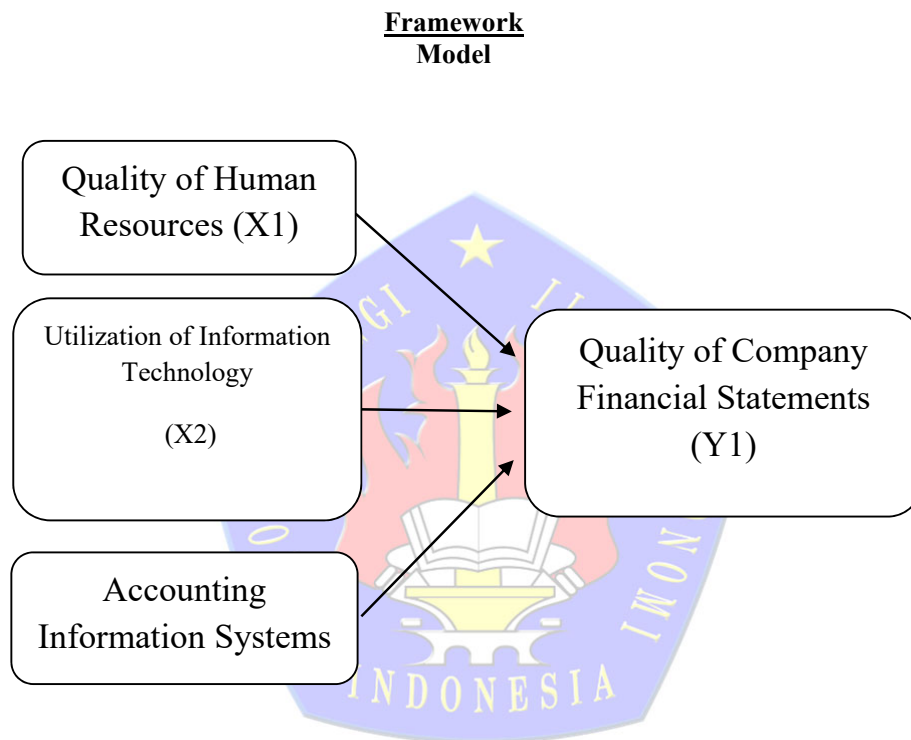 Framework
Model
Quality of Human
Resources (X1)
Utilization of Information
Technology
(X2)
Accounting
Information Systems
Quality of Company
Financial Statements
(Y1)
GI
INDONESIA